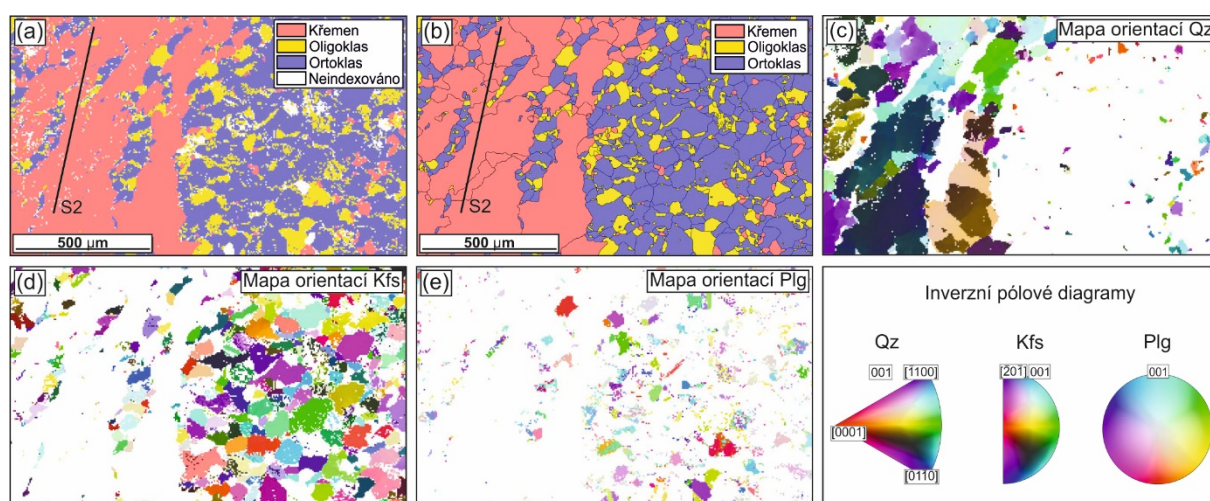 (a)
Křemen
Oligoklas
Ortoklas
Neindexováno
S2
500 µm
(b)
Křemen
Oligoklas
Ortoklas
S2
500 µm
(c)
Mapa orientací Qz
(d)
Mapa orientací Kfs
(e)
Mapa orientací Plg
Inverzní pólové diagramy
Qz
Kfs
Plg
001
[1100]
[0001]
[0110]
[201]
001
001